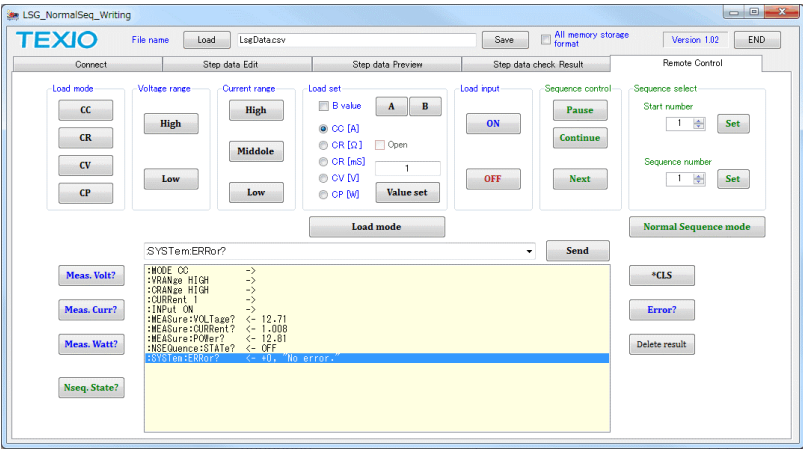 LSG_NormalSeq_Writing
TEXIO
File name
Load
LsgData.csv
Save
All memory storage
format
Version 1.02
END
Connect
Step data Edit
Step data Preview
Step data check Result
Remote Control
Load mode
CC
CR
CV
CP
Voltage range
High
Low
Current range
High
Middole
Low
Load set
B value
A
B
CC [A]
CR [Ω]
Open
CR [mS]
1
CV [V]
CP [W]
Value set
Load input
ON
OFF
Sequence control
Pause
Continue
Next
Sequence select
Start number
1
Set
Sequence number
1
Set
Load mode
Normal Sequence mode
:SYSTem:ERRor?
Send
Meas. Volt?
Meas. Curr?
Meas. Watt?
Nseq. State?
:MODE CC ->
:VRANge HIGH ->
:CRANge HIGH ->
:CURRent 1 ->
:INPut ON ->
:MEASure:VOLTage? <- 12.71
:MEASure:CURRent? <- 1.008
:MEASure:POWer? <- 12.81
:NSEQuence:STATe? <- OFF
:SYSTem:ERRor? <- +0, "No error."
*CLS
Error?
Delete result